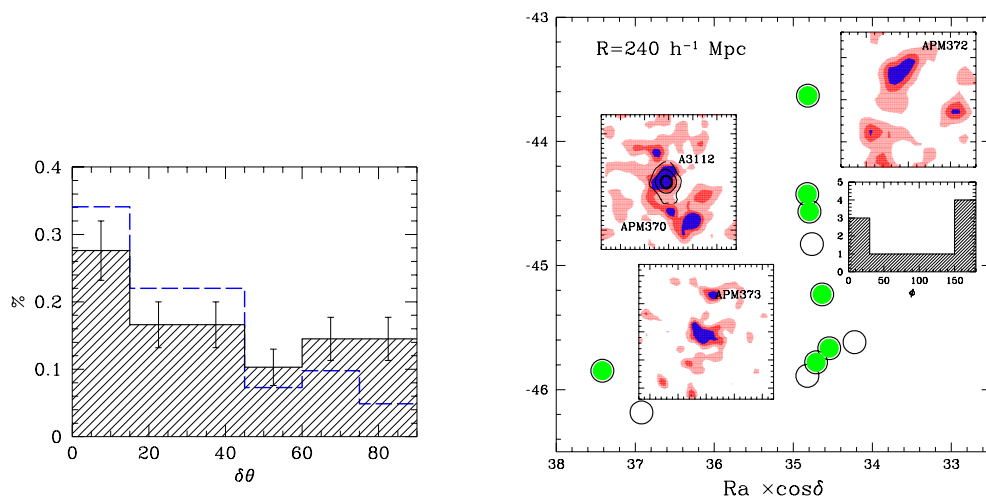 0.4
0.3
0.2
0.1
0
%
0 20 40 60 80
δθ
-43
-44
-45
-46
R=240 h⁻¹ Mpc
APM372
A3112
APM370
APM373
5
4
3
2
1
0
0 50 100 150
φ
38 37 36 35 34 33
Ra ×cosδ